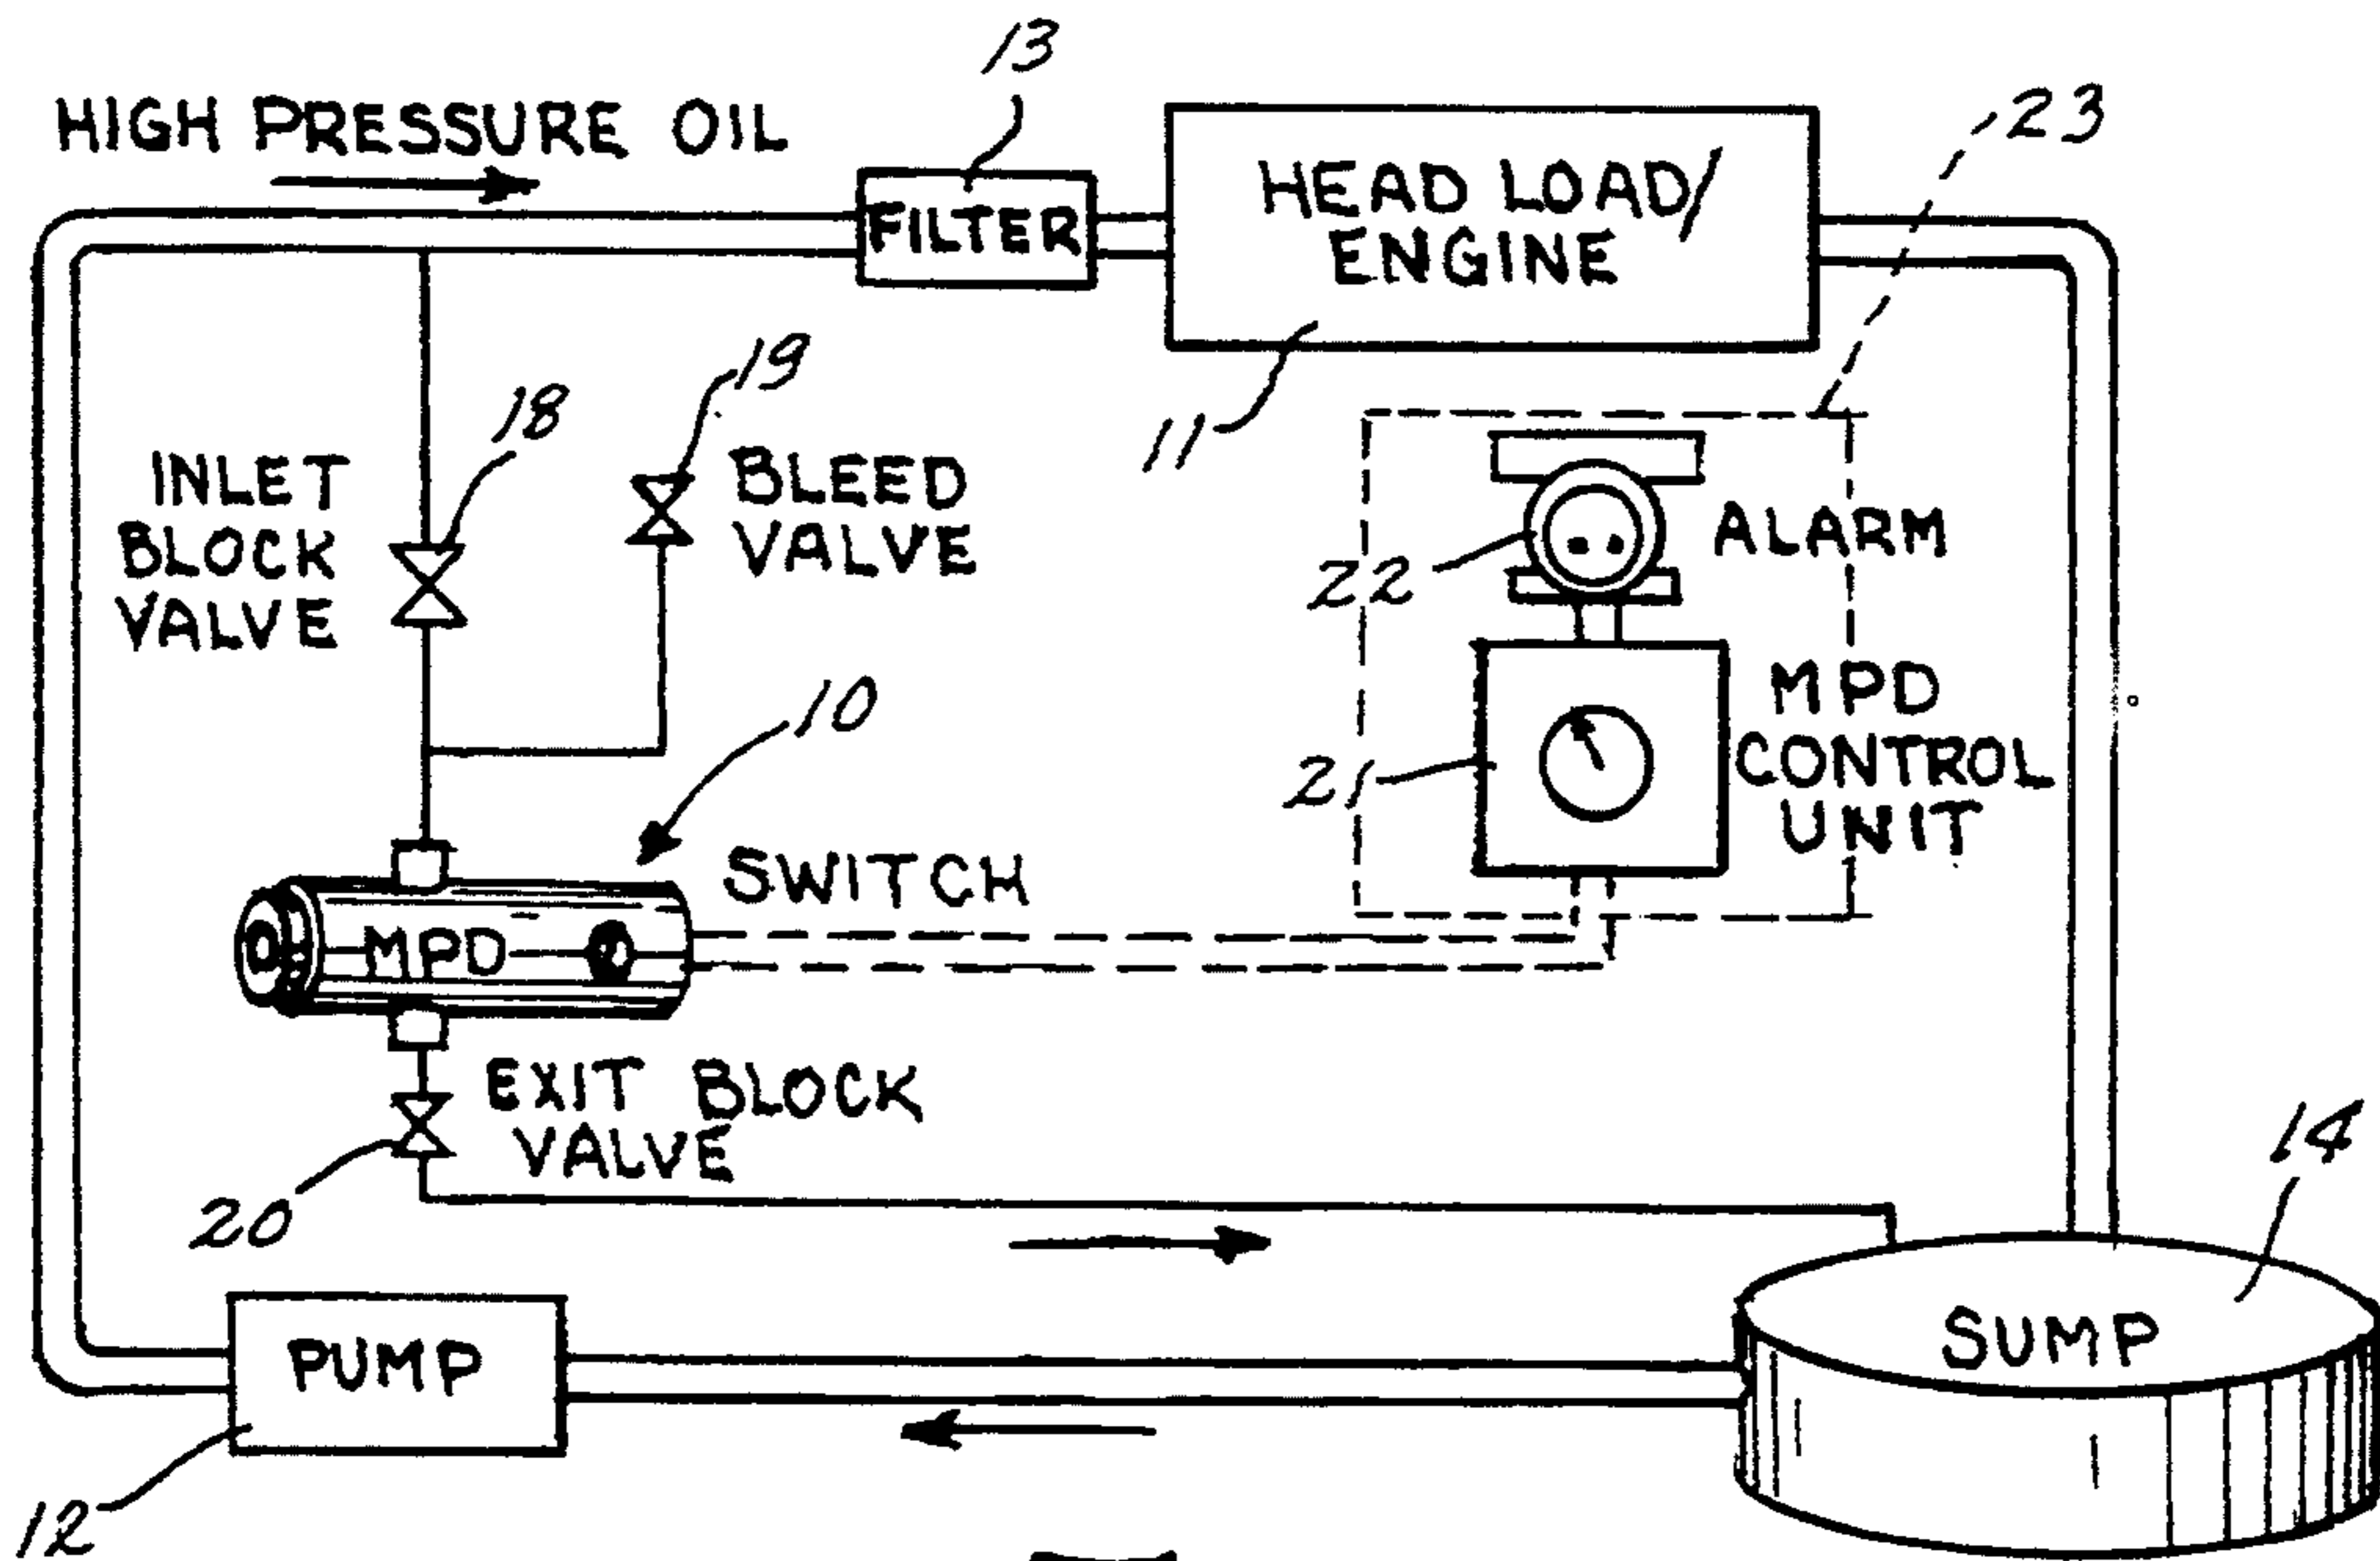 13
HIGH PRESSURE OIL
23
FILTER
HEAD LOAD/
ENGINE
19
18
11
INLET
BLOCK
VALVE
BLEED
VALVE
ALARM
22
10
MPD
CONTROL
UNIT
21
SWITCH
MPD
EXIT BLOCK
VALVE
20
14
SUMP
PUMP
12